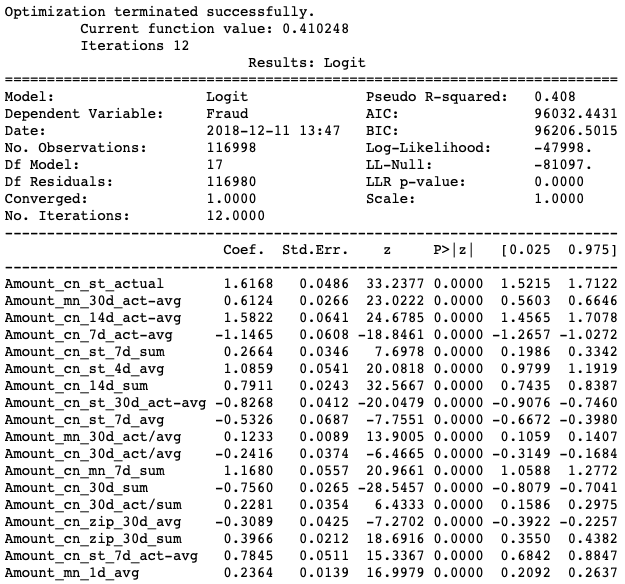 Optimization terminated successfully.
Current function value: 0.410248
Iterations 12
Results: Logit
=================================================================
Model: Logit Pseudo R-squared: 0.408
Dependent Variable: Fraud AIC: 96032.4431
Date: 2018-12-11 13:47 BIC: 96206.5015
No. Observations: 116998 Log-Likelihood: -47998.
Df Model: 17 LL-Null: -81097.
Df Residuals: 116980 LLR p-value: 0.0000
Converged: 1.0000 Scale: 1.0000
No. Iterations: 12.0000
-----------------------------------------------------------------
Coef. Std.Err. z P>|z| [0.025 0.975]
-----------------------------------------------------------------
Amount_cn_st_actual 1.6168 0.0486 33.2377 0.0000 1.5215 1.7122
Amount_mn_30d_act-avg 0.6124 0.0266 23.0222 0.0000 0.5603 0.6646
Amount_cn_14d_act-avg 1.5822 0.0641 24.6785 0.0000 1.4565 1.7078
Amount_cn_7d_act-avg -1.1465 0.0608 -18.8461 0.0000 -1.2657 -1.0272
Amount_cn_st_7d_sum 0.2664 0.0346 7.6978 0.0000 0.1986 0.3342
Amount_cn_st_4d_avg 1.0859 0.0541 20.0818 0.0000 0.9799 1.1919
Amount_cn_14d_sum 0.7911 0.0243 32.5667 0.0000 0.7435 0.8387
Amount_cn_st_30d_act-avg -0.8268 0.0412 -20.0479 0.0000 -0.9076 -0.7460
Amount_cn_st_7d_avg -0.5326 0.0687 -7.7551 0.0000 -0.6672 -0.3980
Amount_mn_30d_act/avg 0.1233 0.0089 13.9005 0.0000 0.1059 0.1407
Amount_cn_30d_act/avg -0.2416 0.0374 -6.4665 0.0000 -0.3149 -0.1684
Amount_cn_mn_7d_sum 1.1680 0.0557 20.9661 0.0000 1.0588 1.2772
Amount_cn_30d_sum -0.7560 0.0265 -28.5457 0.0000 -0.8079 -0.7041
Amount_cn_30d_act/sum 0.2281 0.0354 6.4333 0.0000 0.1586 0.2975
Amount_cn_zip_30d_avg -0.3089 0.0425 -7.2702 0.0000 -0.3922 -0.2257
Amount_cn_zip_30d_sum 0.3966 0.0212 18.6916 0.0000 0.3550 0.4382
Amount_cn_st_7d_act-avg 0.7845 0.0511 15.3367 0.0000 0.6842 0.8847
Amount_mn_1d_avg 0.2364 0.0139 16.9979 0.0000 0.2092 0.2637